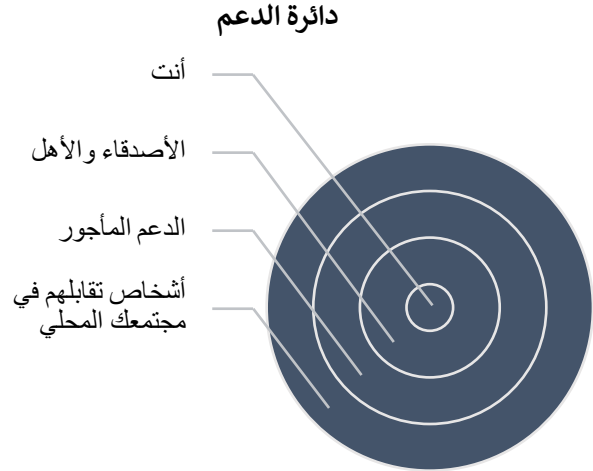 دائرة الدعم
أنت
الأصدقاء والأهل
الدعم المأجور
أشخاص تقابلهم في
مجتمعك المحلي